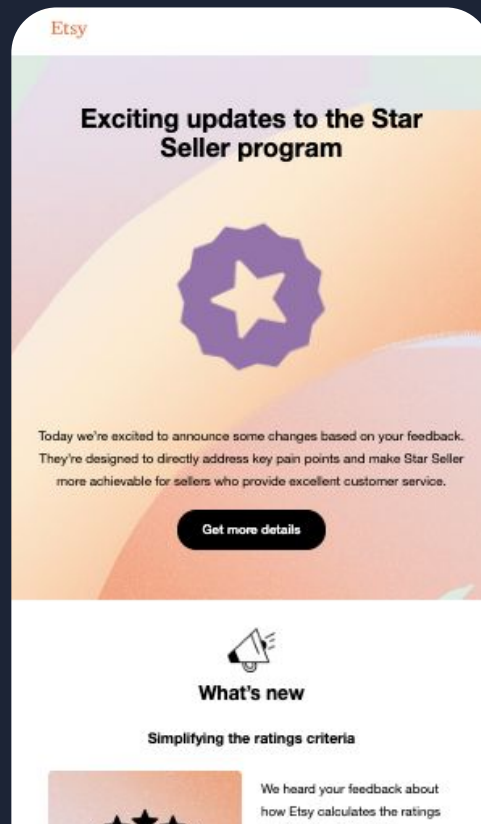 Etsy
Exciting updates to the Star
Seller program
Today we're excited to announce some changes based on your feedback.
They're designed to directly address key pain points and make Star Seller
more achievable for sellers who provide excellent customer service.
Get more details
What's new
Simplifying the ratings criteria
We heard your feedback about
how Etsy calculates the ratings